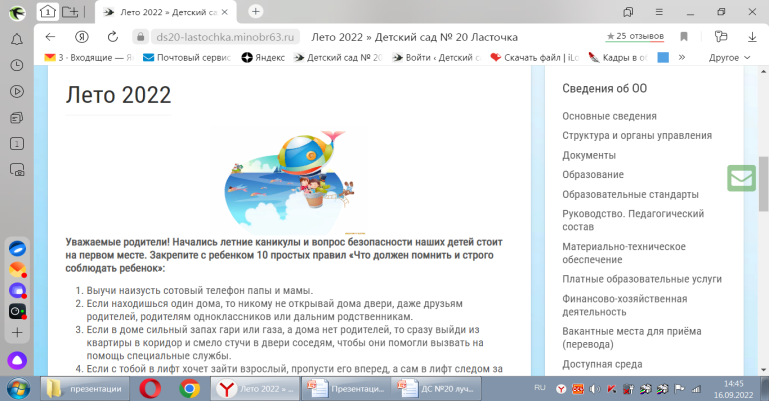 1
Лето 2022 » Детский са
ds20-lastochka.minobr63.ru
Лето 2022 » Детский сад № 20 Ласточка
★ 25 отзывов
3 - Входящие — Я
Почтовый сервис
Яндекс
Детский сад № 20
Войти ‹ Детский с
Скачать файл | iLo
Кадры в о
»
Другое
Лето 2022
Уважаемые родители! Начались летние каникулы и вопрос безопасности наших детей стоит
на первом месте. Закрепите с ребенком 10 простых правил «Что должен помнить и строго
соблюдать ребенок»:
1. Выучи наизусть сотовый телефон папы и мамы.
2. Если находишься один дома, то никому не открывай дома двери, даже друзьям
родителей, родителям одноклассников или дальним родственникам.
3. Если в доме сильный запах гари или газа, а дома нет родителей, то сразу выйди из
квартиры в коридор и смело стучи в двери соседям, чтобы они помогли вызвать на
помощь специальные службы.
4. Если с тобой в лифт хочет зайти взрослый, пропусти его вперед, а сам в лифт следом за
Сведения об ОО
Основные сведения
Структура и органы управления
Документы
Образование
Образовательные стандарты
Руководство. Педагогический
состав
Материально-техническое
обеспечение
Платные образовательные услуги
Финансово-хозяйственная
деятельность
Вакантные места для приёма
(перевода)
Доступная среда
1
презентации
Лето 2022 » ...
Презентаци...
ДС №20 луч...
RU
14:45
16.09.2022